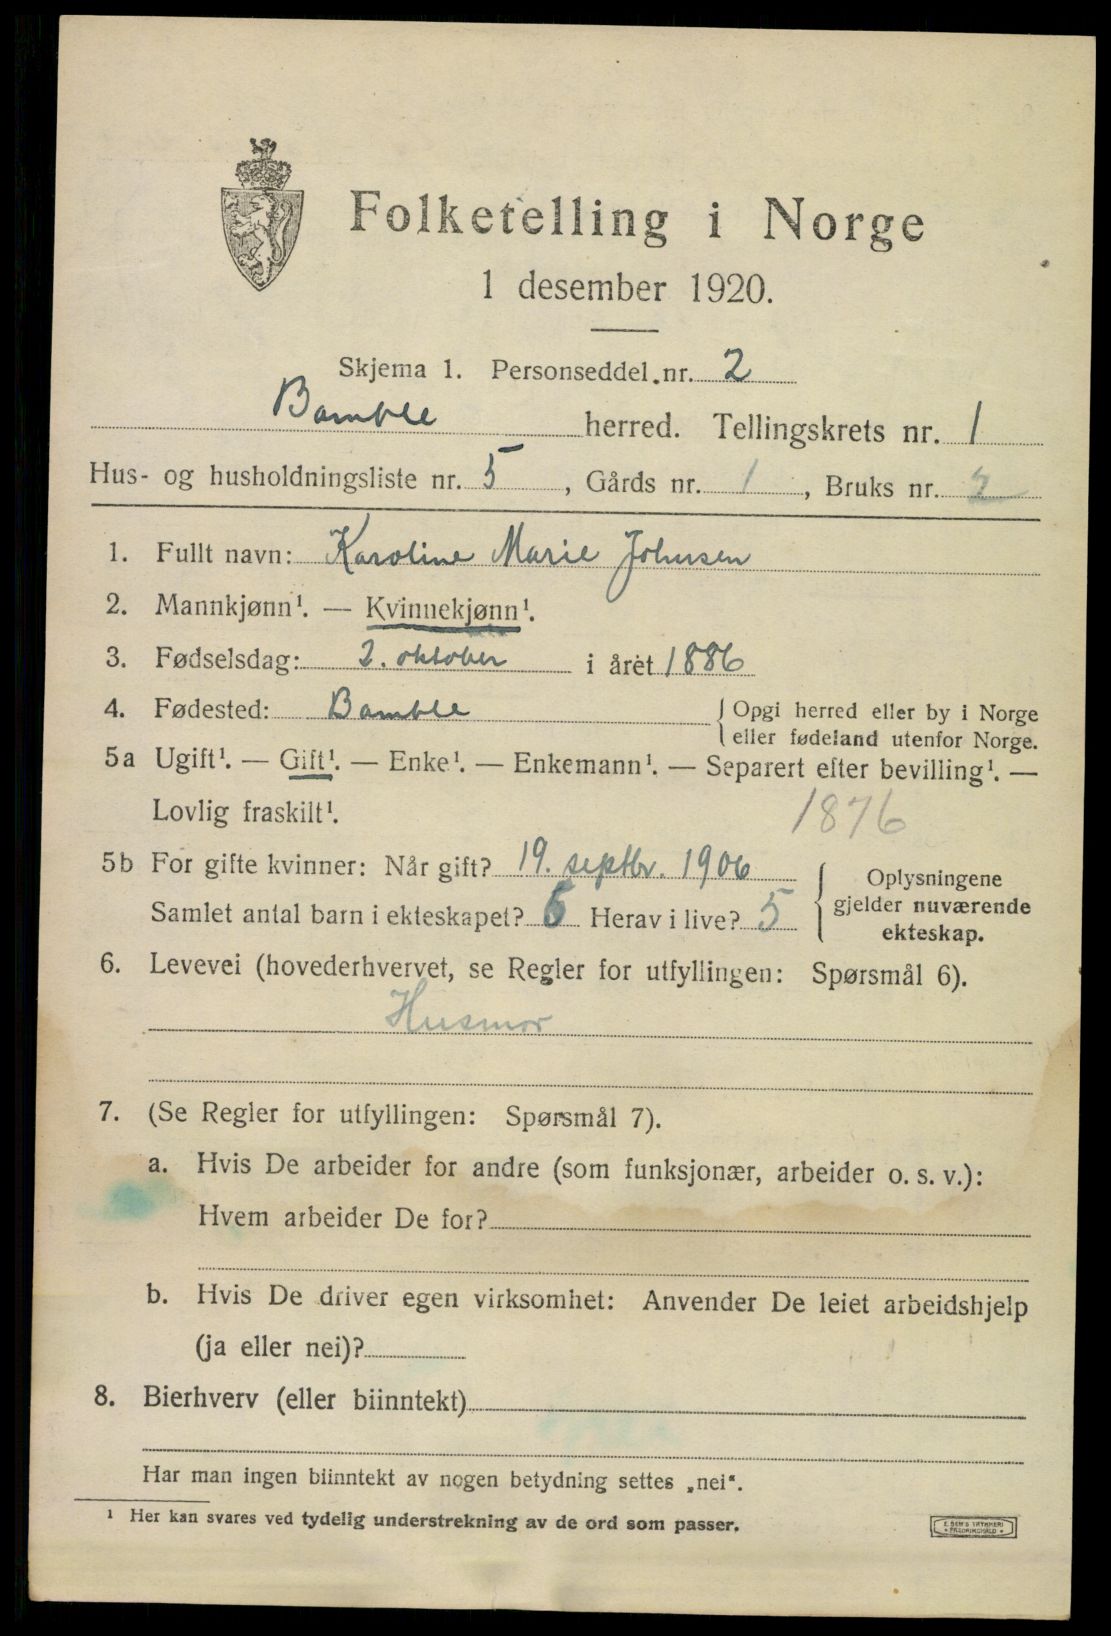 Folketelling i Norge
1 desember 1920.
Skjema 1. Personseddel nr. 2
Bamble herred. Tellingskrets nr. 1
Hus- og husholdningsliste nr. 5, Gårds nr. 1, Bruks nr. 2
1. Fullt navn: Karoline Marie Johnsen
2. Mannkjønn¹. — Kvinnekjønn¹.
3. Fødselsdag: 2. oktober i året 1886
4. Fødested: Bamble { Opgi herred eller by i Norge
eller fødeland utenfor Norge.
5a Ugift¹. — Gift¹. — Enke¹. — Enkemann¹. — Separert efter bevilling¹. —
Lovlig fraskilt¹.
1876
5b For gifte kvinner: Når gift? 19. septbr. 1906
Samlet antal barn i ekteskapet? Herav i live? 5
{ Oplysningene
gjelder nuværende
ekteskap.
6. Levevei (hovederhvervet, se Regler for utfyllingen: Spørsmål 6).
Husmor
7. (Se Regler for utfyllingen: Spørsmål 7).
a. Hvis De arbeider for andre (som funksjonær, arbeider o. s. v.):
Hvem arbeider De for?
b. Hvis De driver egen virksomhet: Anvender De leiet arbeidshjelp
(ja eller nei)?
8. Bierhverv (eller biinntekt)
Har man ingen biinntekt av nogen betydning settes „nei“.
¹ Her kan svares ved tydelig understrekning av de ord som passer.